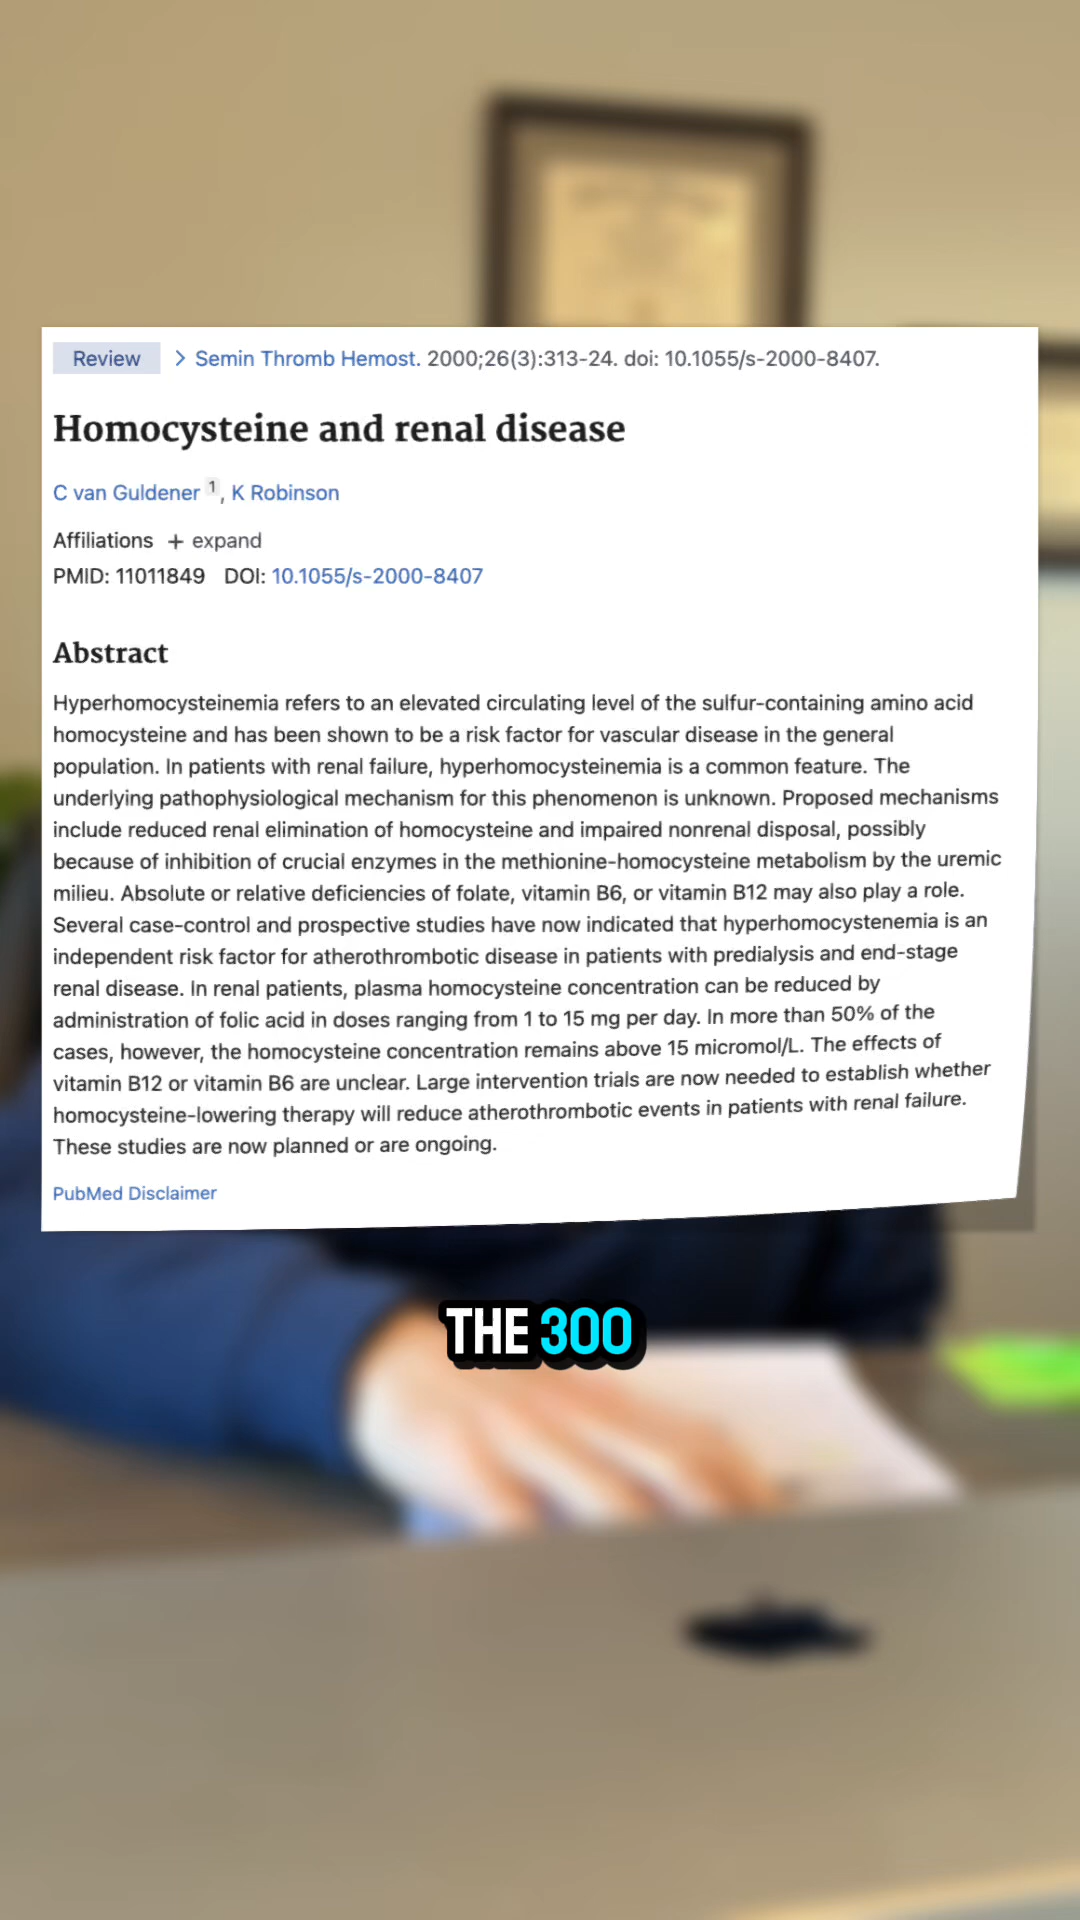 Review > Semin Thromb Hemost. 2000;26(3):313-24. doi: 10.1055/s-2000-8407.
Homocysteine and renal disease
C van Guldener 1, K Robinson
Affiliations + expand
PMID: 11011849 DOI: 10.1055/s-2000-8407
Abstract
Hyperhomocysteinemia refers to an elevated circulating level of the sulfur-containing amino acid
homocysteine and has been shown to be a risk factor for vascular disease in the general
population. In patients with renal failure, hyperhomocysteinemia is a common feature. The
underlying pathophysiological mechanism for this phenomenon is unknown. Proposed mechanisms
include reduced renal elimination of homocysteine and impaired nonrenal disposal, possibly
because of inhibition of crucial enzymes in the methionine-homocysteine metabolism by the uremic
milieu. Absolute or relative deficiencies of folate, vitamin B6, or vitamin B12 may also play a role.
Several case-control and prospective studies have now indicated that hyperhomocystenemia is an
independent risk factor for atherothrombotic disease in patients with predialysis and end-stage
renal disease. In renal patients, plasma homocysteine concentration can be reduced by
administration of folic acid in doses ranging from 1 to 15 mg per day. In more than 50% of the
cases, however, the homocysteine concentration remains above 15 micromol/L. The effects of
vitamin B12 or vitamin B6 are unclear. Large intervention trials are now needed to establish whether
homocysteine-lowering therapy will reduce atherothrombotic events in patients with renal failure.
These studies are now planned or are ongoing.
PubMed Disclaimer
THE 300